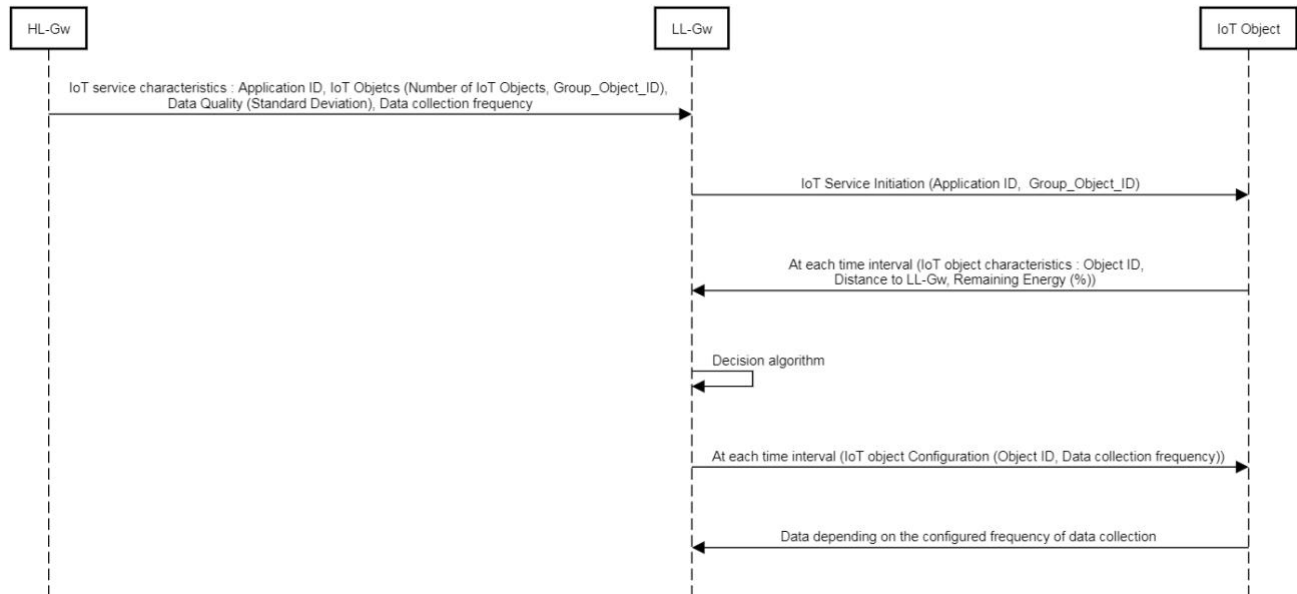 HL-Gw
LL-Gw
IoT Object
IoT service characteristics : Application ID, IoT Objetcs (Number of IoT Objects, Group_Object_ID),
Data Quality (Standard Deviation), Data collection frequency
IoT Service Initiation (Application ID, Group_Object_ID)
At each time interval (IoT object characteristics : Object ID,
Distance to LL-Gw, Remaining Energy (%))
Decision algorithm
At each time interval (IoT object Configuration (Object ID, Data collection frequency))
Data depending on the configured frequency of data collection